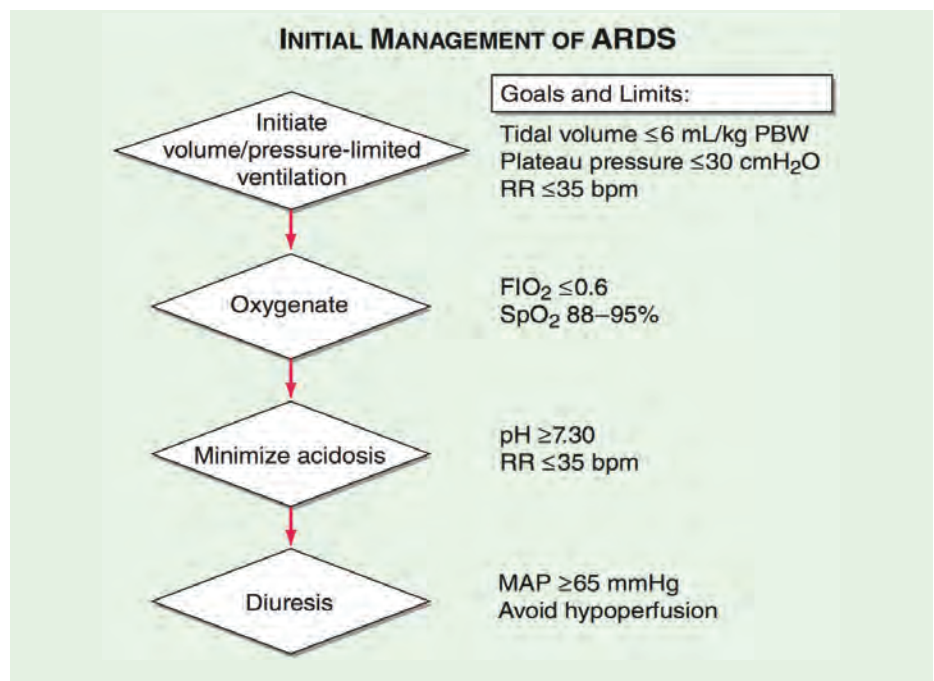 INITIAL MANAGEMENT OF ARDS
Goals and Limits:
Initiate
volume/pressure-limited
ventilation
Tidal volume ≤6 mL/kg PBW
Plateau pressure ≤30 cmH₂O
RR ≤35 bpm
Oxygenate
FIO₂ ≤0.6
SpO₂ 88–95%
Minimize acidosis
pH ≥7.30
RR ≤35 bpm
Diuresis
MAP ≥65 mmHg
Avoid hypoperfusion